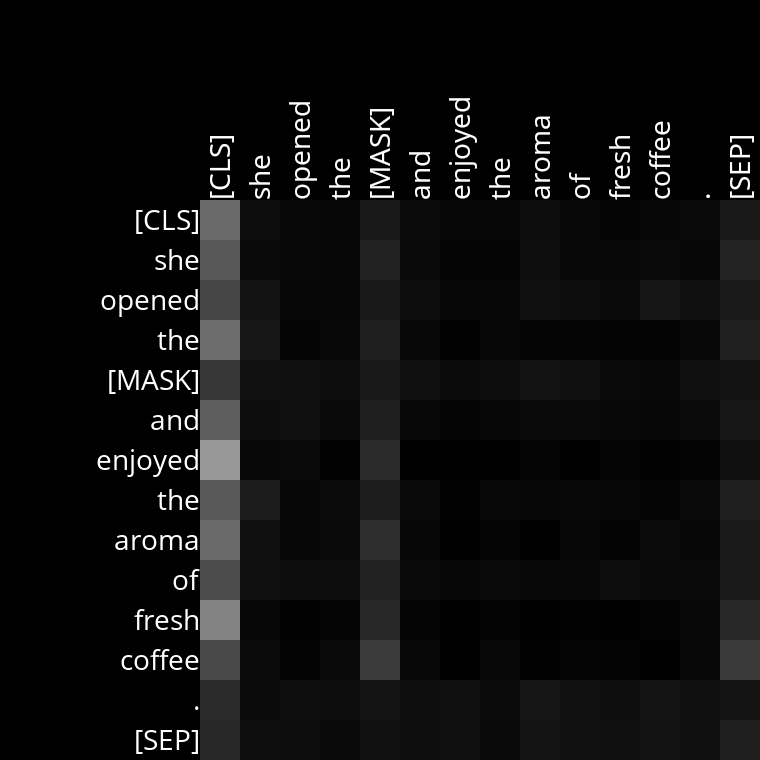 [CLS]
she
opened
the
[MASK]
and
enjoyed
the
aroma
of
fresh
coffee
.
[SEP]
[CLS]
she
opened
the
[MASK]
and
enjoyed
the
aroma
of
fresh
coffee
.
[SEP]